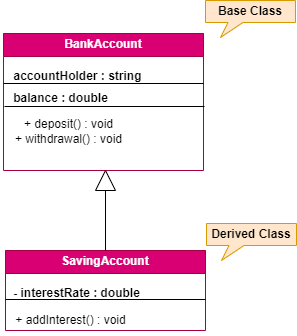 Base Class
BankAccount
accountHolder : string
balance : double
+ deposit() : void
+ withdrawal() : void
Derived Class
SavingAccount
- interestRate : double
+ addInterest() : void